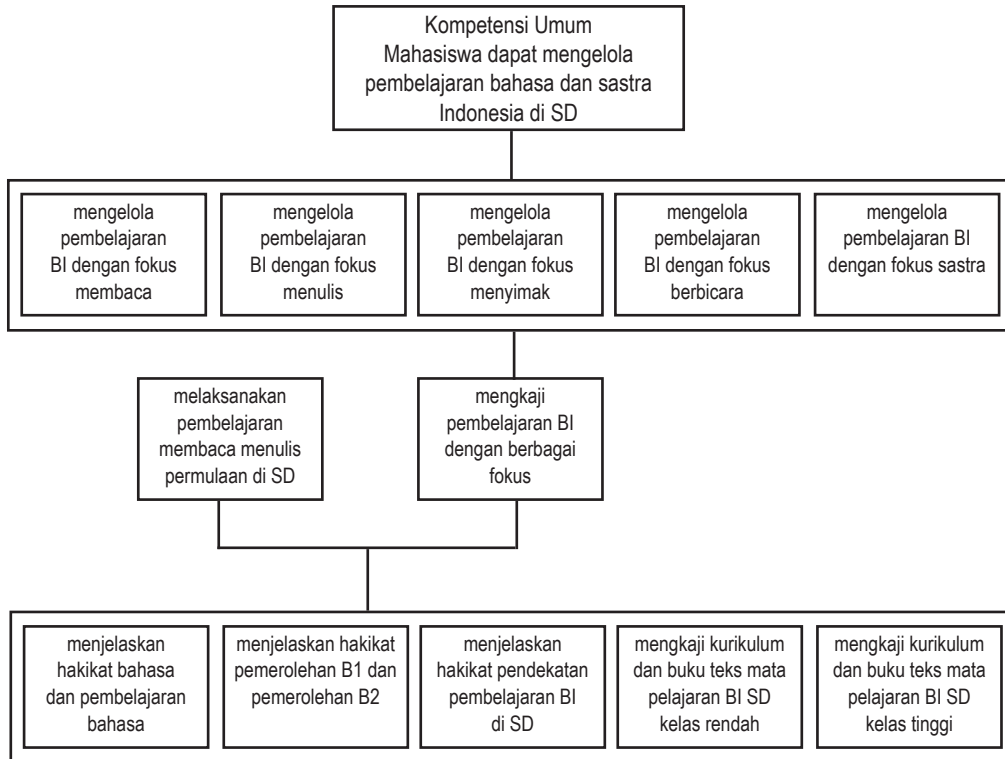 Kompetensi Umum
Mahasiswa dapat mengelola
pembelajaran bahasa dan sastra
Indonesia di SD
mengelola
pembelajaran
BI dengan fokus
membaca
mengelola
pembelajaran
BI dengan fokus
menulis
mengelola
pembelajaran
BI dengan fokus
menyimak
mengelola
pembelajaran
BI dengan fokus
berbicara
mengelola
pembelajaran BI
dengan fokus sastra
melaksanakan
pembelajaran
membaca menulis
permulaan di SD
mengkaji
pembelajaran BI
dengan berbagai
fokus
menjelaskan
hakikat bahasa
dan pembelajaran
bahasa
menjelaskan hakikat
pemerolehan B1 dan
pemerolehan B2
menjelaskan
hakikat pendekatan
pembelajaran BI
di SD
mengkaji kurikulum
dan buku teks mata
pelajaran BI SD
kelas rendah
mengkaji kurikulum
dan buku teks mata
pelajaran BI SD
kelas tinggi